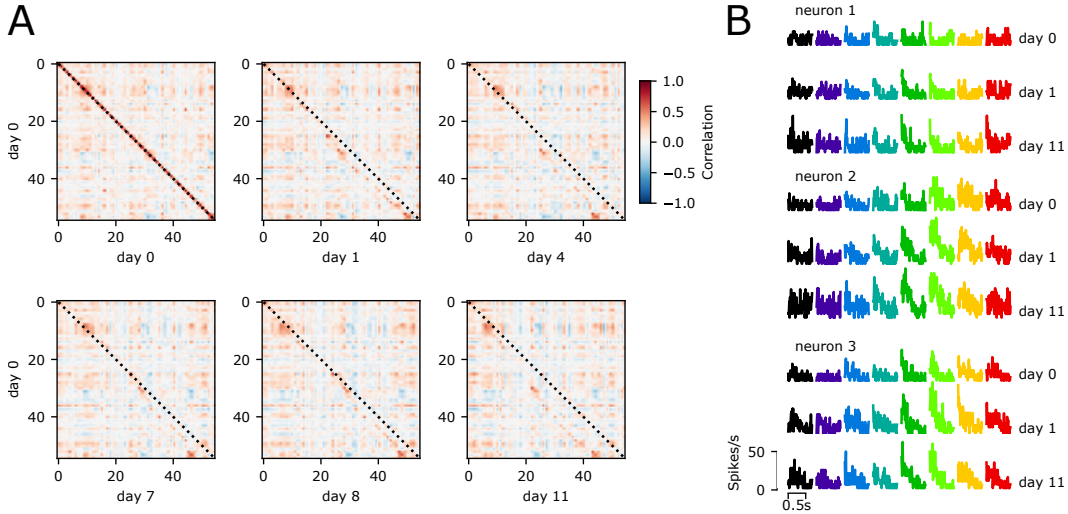 A
B
0
20
40
day 0
0
20
40
day 0
0
20
40
day 1
0
20
40
day 4
1.0
0.5
0.0
−0.5
−1.0
Correlation
0
20
40
day 0
0
20
40
day 7
0
20
40
day 8
0
20
40
day 11
neuron 1
day 0
day 1
day 11
neuron 2
day 0
day 1
day 11
neuron 3
day 0
day 1
day 11
Spikes/s
50
0
0.5s